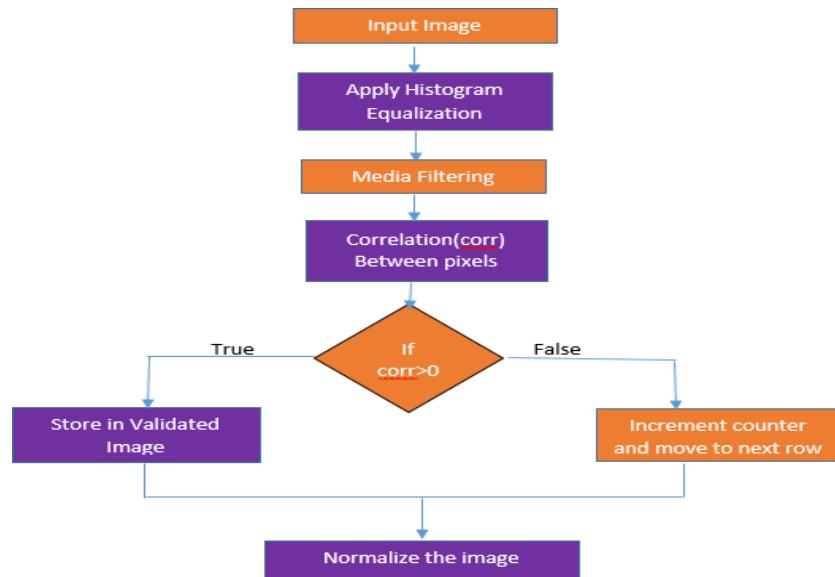 Input Image
Apply Histogram
Equalization
Media Filtering
Correlation(corr)
Between pixels
If
corr>0
True
False
Store in Validated
Image
Increment counter
and move to next row
Normalize the image